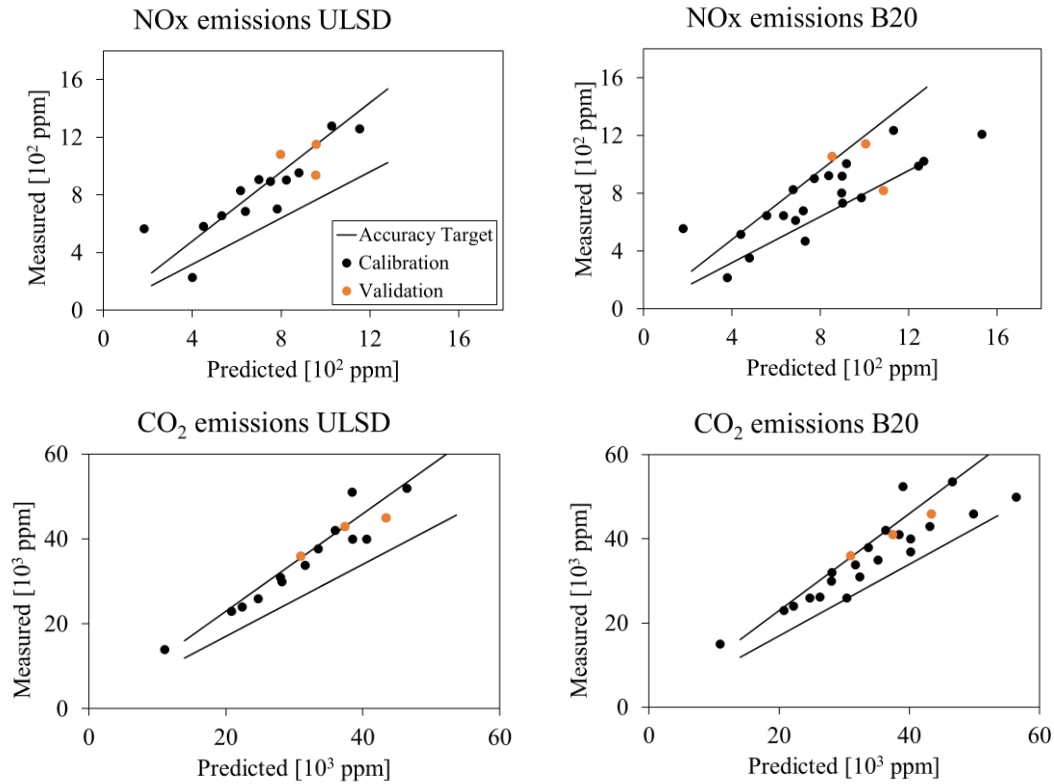 NOx emissions ULSD
16
12
8
4
0
Measured [10² ppm]
Accuracy Target
Calibration
Validation
0 4 8 12 16
Predicted [10² ppm]
NOx emissions B20
16
12
8
4
0
Measured [10² ppm]
0 4 8 12 16
Predicted [10² ppm]
CO₂ emissions ULSD
60
40
20
0
Measured [10³ ppm]
0 20 40 60
Predicted [10³ ppm]
CO₂ emissions B20
60
40
20
0
Measured [10³ ppm]
0 20 40 60
Predicted [10³ ppm]